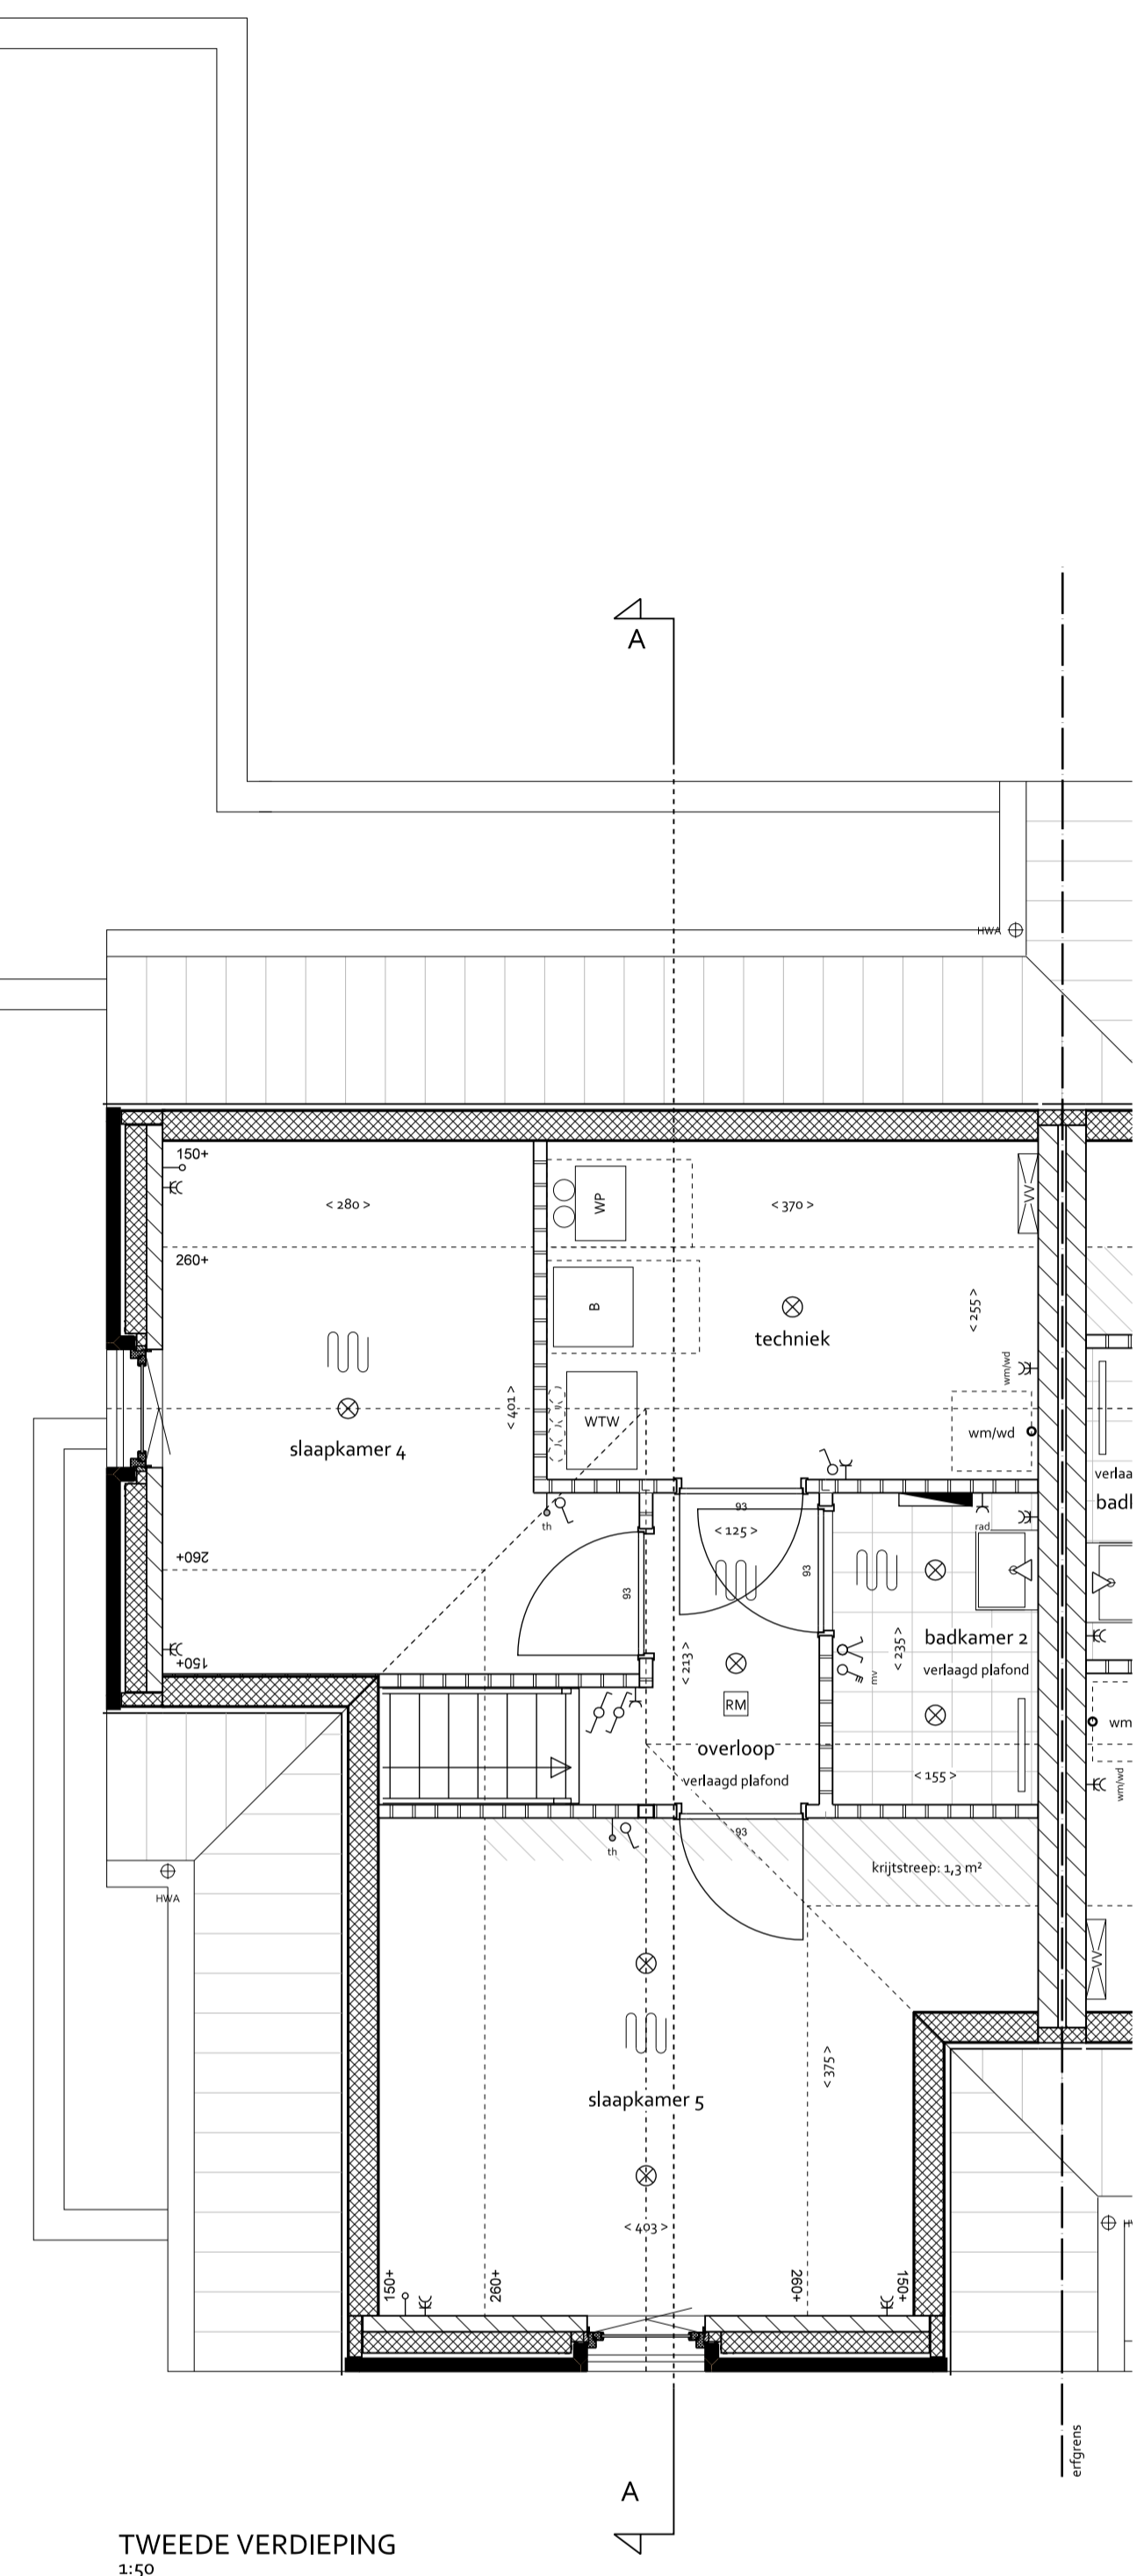 A
HWA
150+
< 280 >
WP
< 370 >
260+
B
< 255 >
techniek
wm/wd
< 401 >
WTW
wm/wd
slaapkamer 4
verlaa
badl
93
th
< 125 >
rad.
260+
93
93
badkamer 2
verlaagd plafond
< 235 >
< 213 >
mv
150+
RM
wm
overloop
verlaagd plafond
< 155 >
wm/wd
93
th
krijtstreep: 1,3 m²
HWA
< 375 >
slaapkamer 5
< 403 >
150+
260+
260+
150+
erfgrens
A
TWEEDE VERDIEPING
1:50